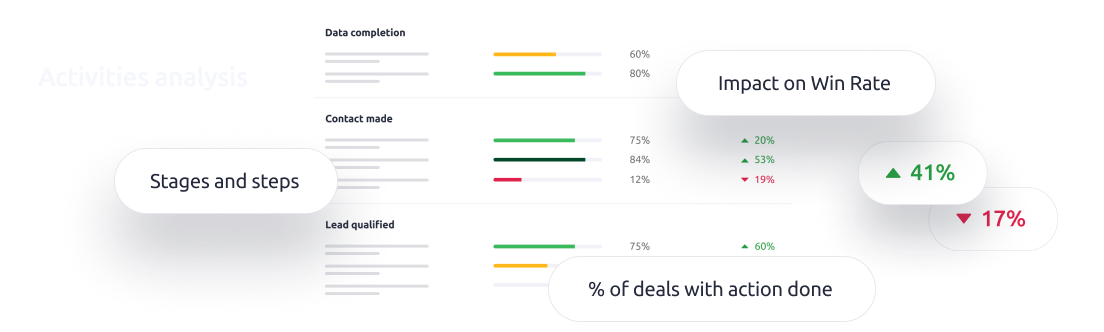 Data completion
60%
Activities analysis
80%
Impact on Win Rate
Contact made
75% ▲ 20%
84% ▲ 53%
▲ 41%
Stages and steps
12% ▼ 19%
▼ 17%
Lead qualified
75% ▲ 60%
% of deals with action done